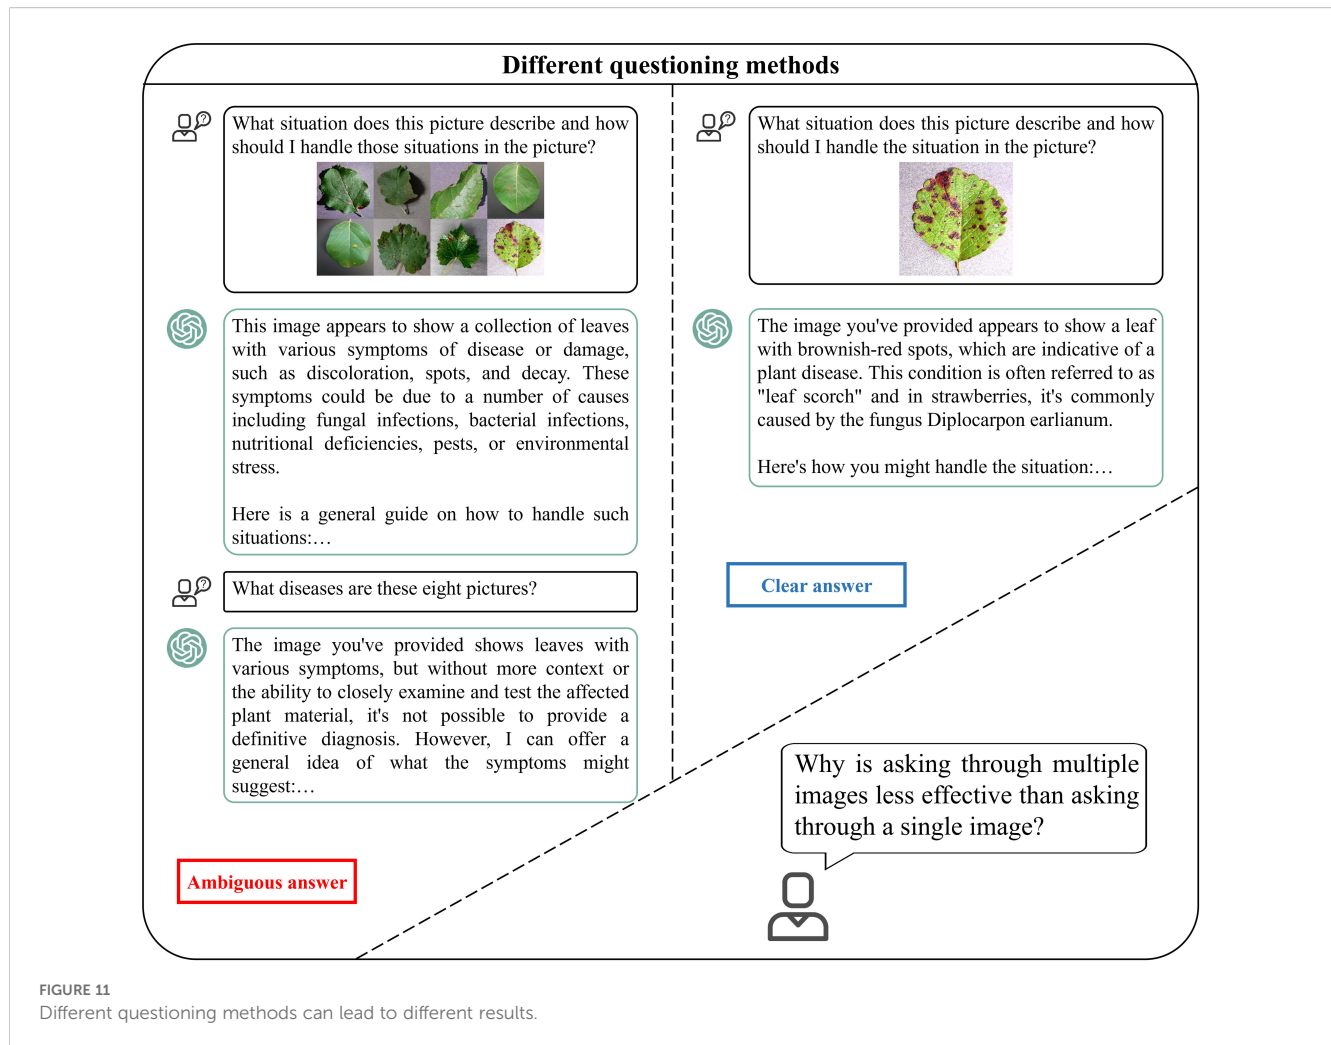 Different questioning methods
What situation does this picture describe and how
should I handle those situations in the picture?
This image appears to show a collection of leaves
with various symptoms of disease or damage,
such as discoloration, spots, and decay. These
symptoms could be due to a number of causes
including fungal infections, bacterial infections,
nutritional deficiencies, pests, or environmental
stress.
Here is a general guide on how to handle such
situations:…
What diseases are these eight pictures?
The image you've provided shows leaves with
various symptoms, but without more context or
the ability to closely examine and test the affected
plant material, it's not possible to provide a
definitive diagnosis. However, I can offer a
general idea of what the symptoms might
suggest:…
Ambiguous answer
What situation does this picture describe and how
should I handle the situation in the picture?
The image you've provided appears to show a leaf
with brownish-red spots, which are indicative of a
plant disease. This condition is often referred to as
"leaf scorch" and in strawberries, it's commonly
caused by the fungus Diplocarpon earlianum.
Here's how you might handle the situation:…
Clear answer
Why is asking through multiple
images less effective than asking
through a single image?
FIGURE 11
Different questioning methods can lead to different results.